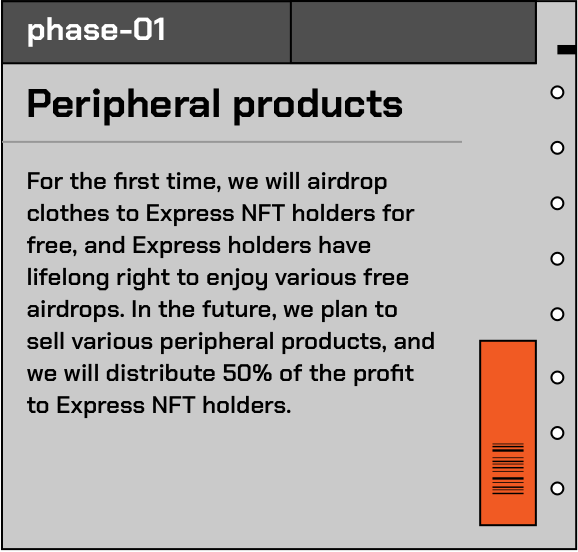 phase-01
Peripheral products
For the first time, we will airdrop
clothes to Express NFT holders for
free, and Express holders have
lifelong right to enjoy various free
airdrops. In the future, we plan to
sell various peripheral products, and
we will distribute 50% of the profit
to Express NFT holders.